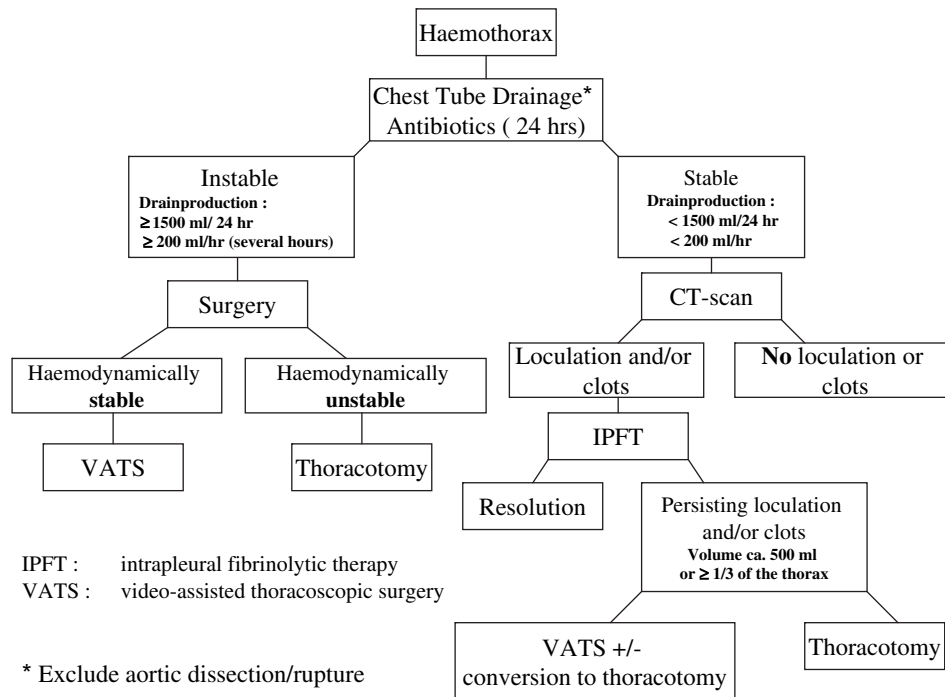 Haemothorax
Chest Tube Drainage*
Antibiotics ( 24 hrs)
Instable
Drainproduction :
≥ 1500 ml/ 24 hr
≥ 200 ml/hr (several hours)
Stable
Drainproduction :
< 1500 ml/24 hr
< 200 ml/hr
Surgery
CT-scan
Haemodynamically
stable
Haemodynamically
unstable
Loculation and/or
clots
No loculation or
clots
VATS
Thoracotomy
IPFT
Resolution
Persisting loculation
and/or clots
Volume ca. 500 ml
or ≥ 1/3 of the thorax
IPFT : intrapleural fibrinolytic therapy
VATS : video-assisted thoracoscopic surgery
VATS +/-
conversion to thoracotomy
Thoracotomy
* Exclude aortic dissection/rupture